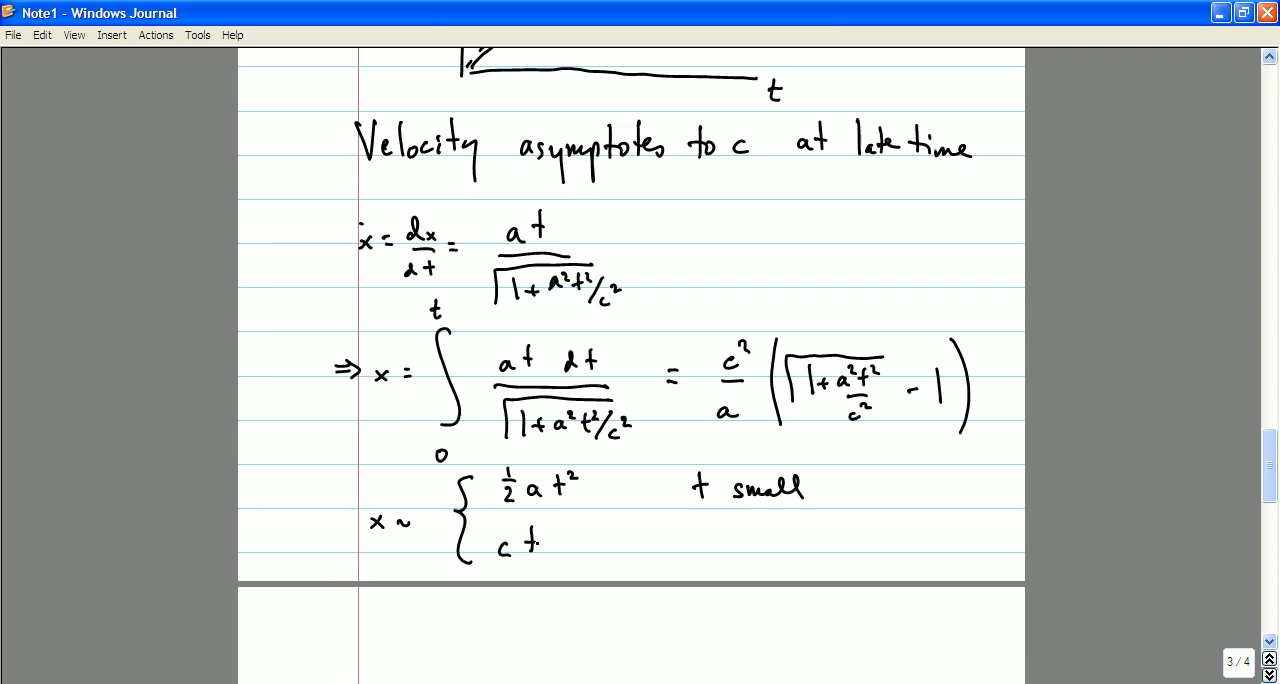 Note1 - Windows Journal
File Edit View Insert Actions Tools Help
t
Velocity asymptotes to c at late time
ẋ = dx/dt = at / √(1 + a²t²/c²)
⇒ x = ∫₀ᵗ at dt / √(1 + a²t²/c²) = c²/a (√(1 + a²t²/c²) - 1)
x ~ { ½ at² t small
c t
3 / 4